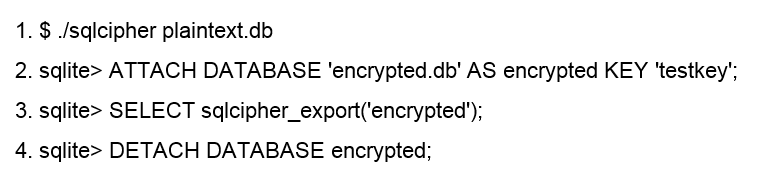 1. $ ./sqlcipher plaintext.db
2. sqlite> ATTACH DATABASE 'encrypted.db' AS encrypted KEY 'testkey';
3. sqlite> SELECT sqlcipher_export('encrypted');
4. sqlite> DETACH DATABASE encrypted;